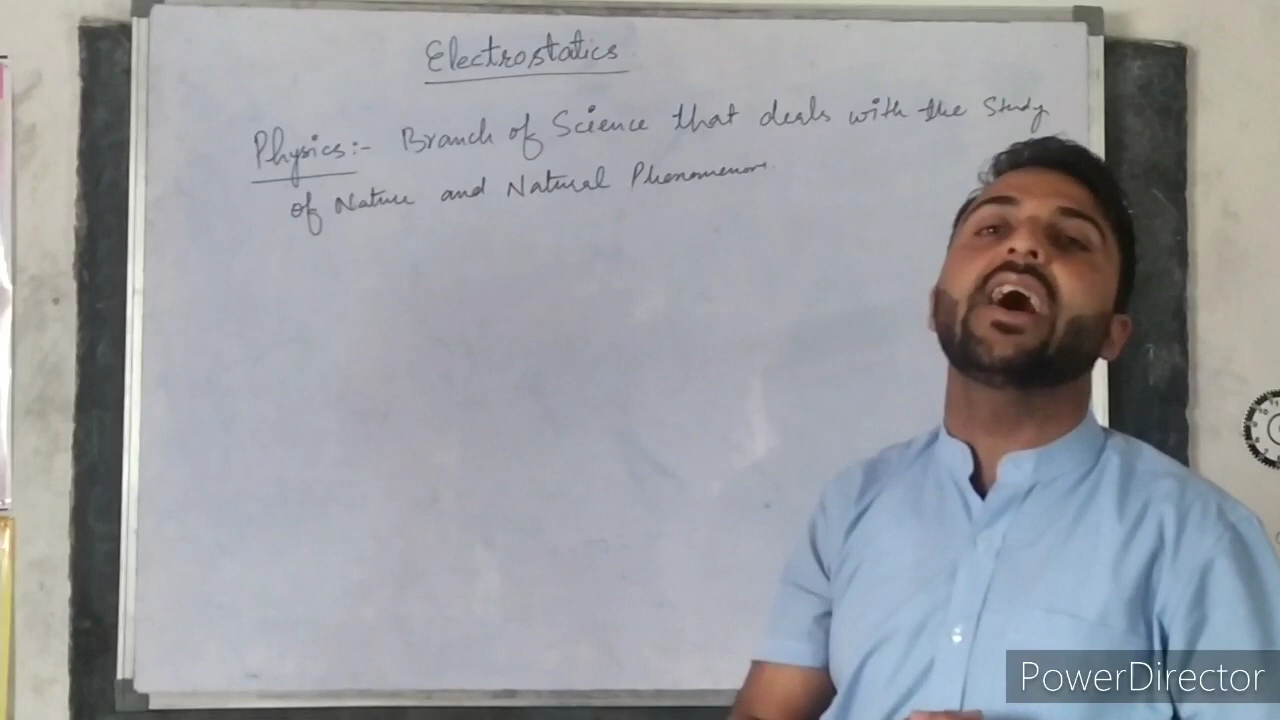 Electrostatics
Physics:- Branch of Science that deals with the Study
of Nature and Natural Phenomenon.
PowerDirector